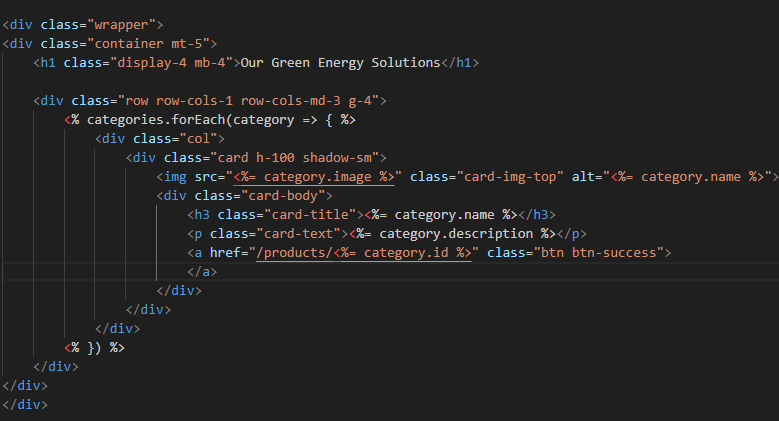 <div class="wrapper">
<div class="container mt-5">
    <h1 class="display-4 mb-4">Our Green Energy Solutions</h1>

    <div class="row row-cols-1 row-cols-md-3 g-4">
        <% categories.forEach(category => { %>
            <div class="col">
                <div class="card h-100 shadow-sm">
                    <img src="<%= category.image %>" class="card-img-top" alt="<%= category.name %>">
                    <div class="card-body">
                        <h3 class="card-title"><%= category.name %></h3>
                        <p class="card-text"><%= category.description %></p>
                        <a href="/products/<%= category.id %>" class="btn btn-success">
                        </a>
                    </div>
                </div>
            </div>
        <% }) %>
    </div>
</div>
</div>